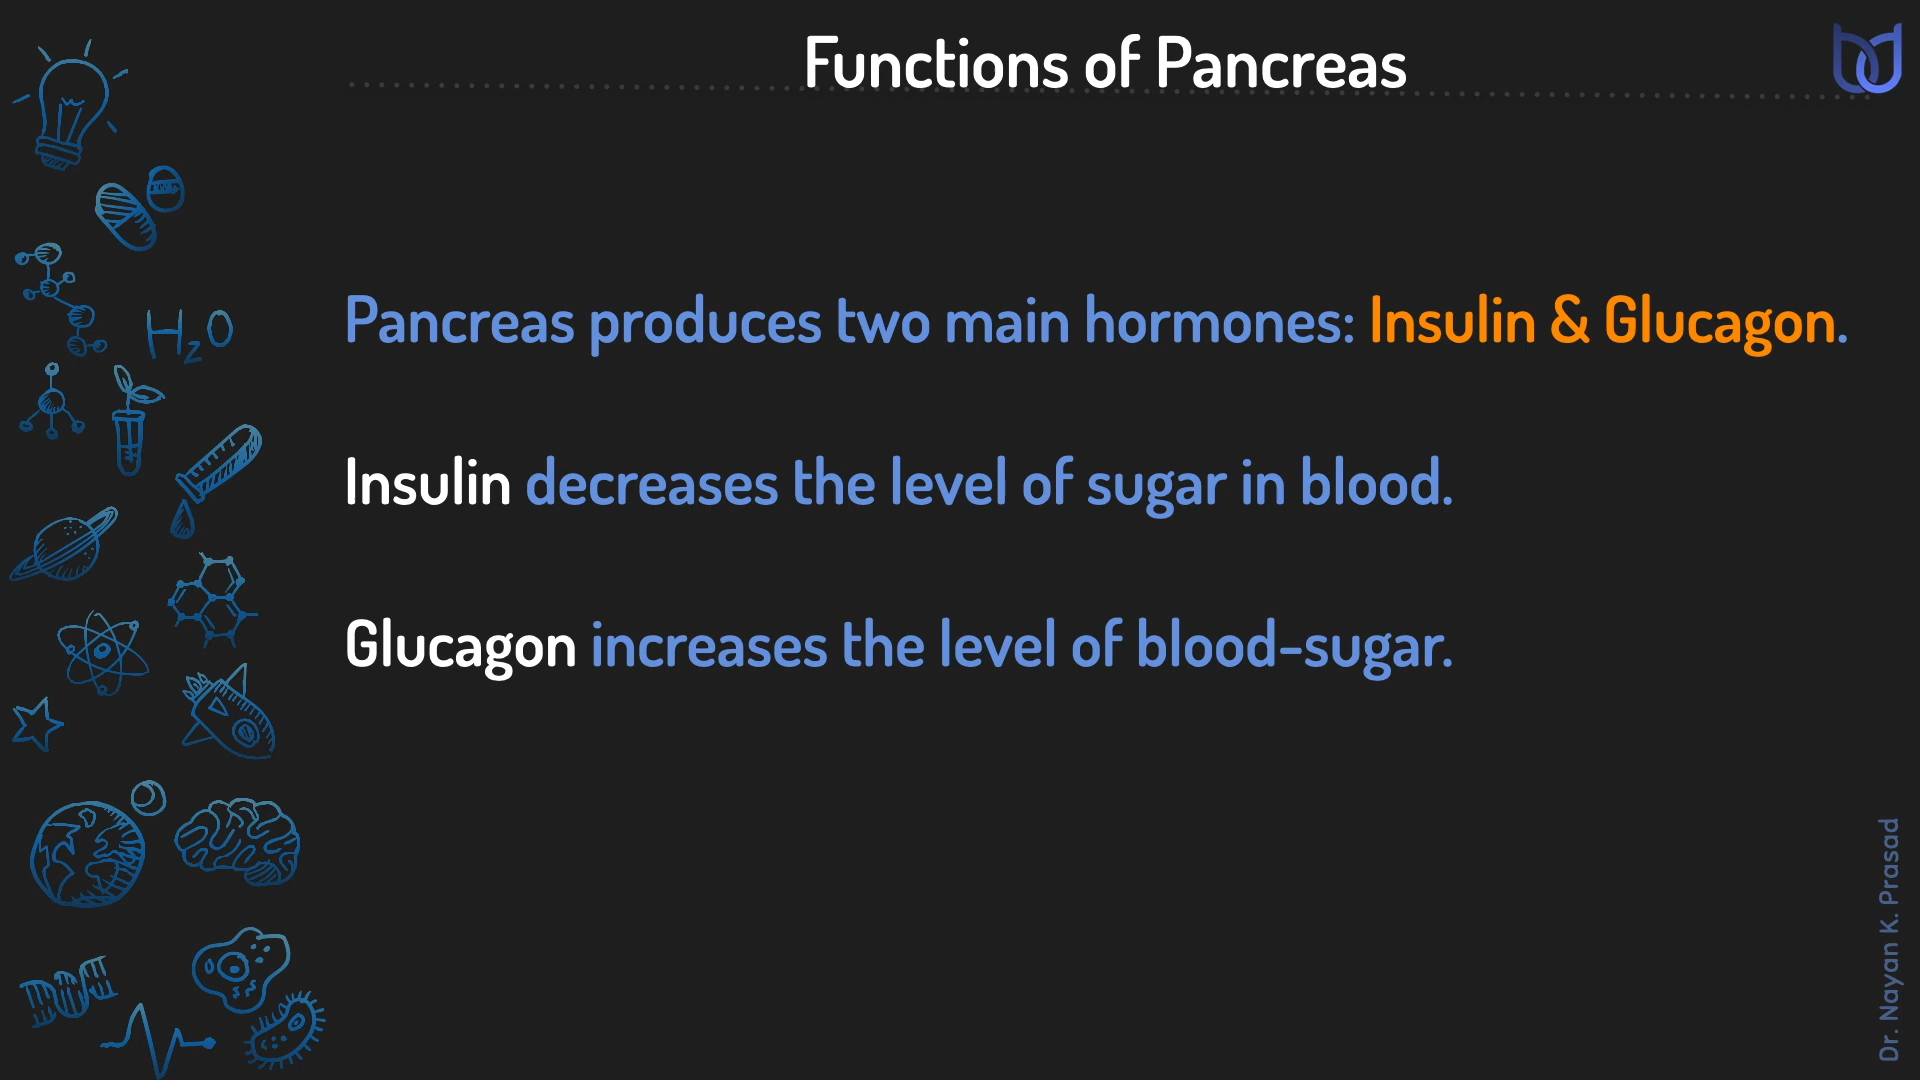 Functions of Pancreas
H2O
Pancreas produces two main hormones: Insulin & Glucagon.
Insulin decreases the level of sugar in blood.
Glucagon increases the level of blood-sugar.
Dr. Nayan K. Prasad